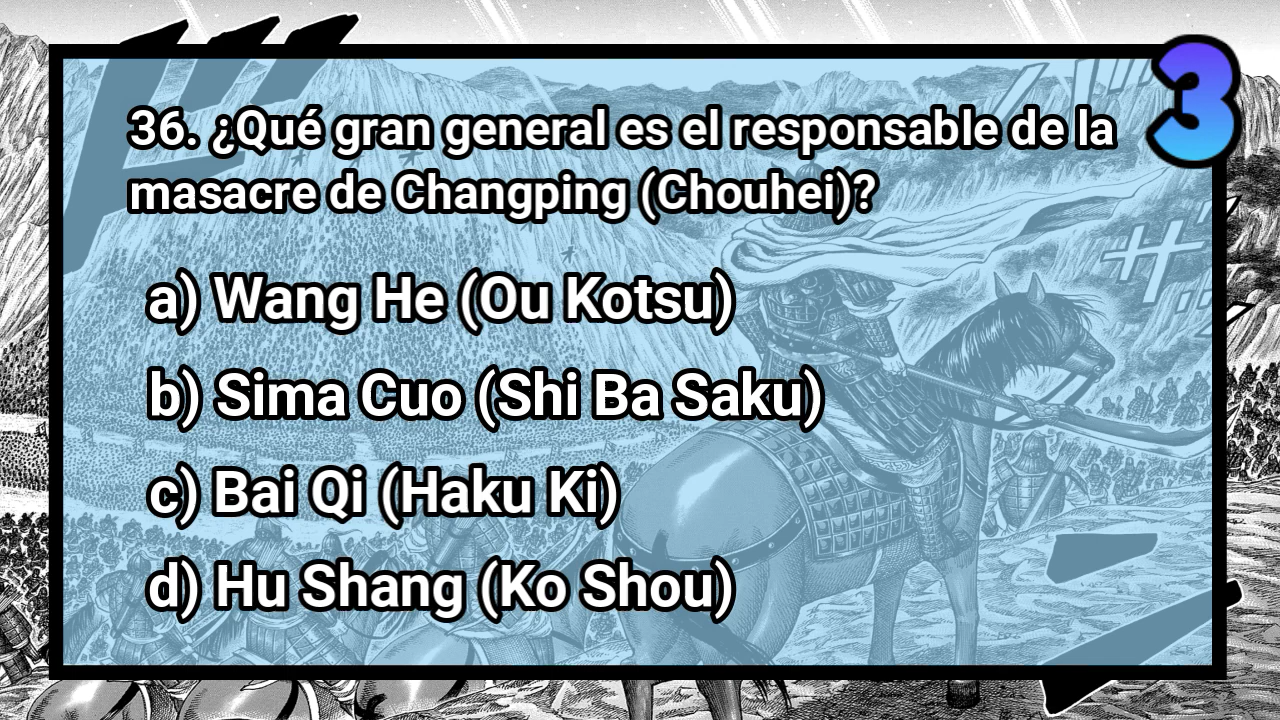 3
36. ¿Qué gran general es el responsable de la
masacre de Changping (Chouhei)?
a) Wang He (Ou Kotsu)
b) Sima Cuo (Shi Ba Saku)
c) Bai Qi (Haku Ki)
d) Hu Shang (Ko Shou)